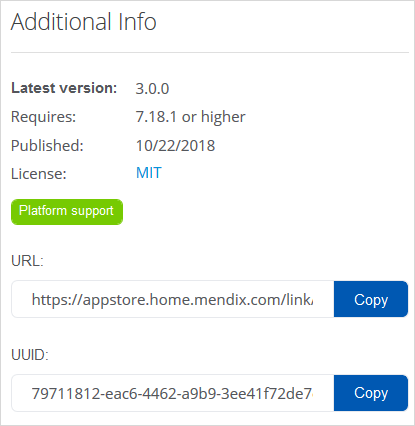 Additional Info
Latest version: 3.0.0
Requires: 7.18.1 or higher
Published: 10/22/2018
License: MIT
Platform support
URL:
https://appstore.home.mendix.com/link/ Copy
UUID:
79711812-eac6-4462-a9b9-3ee41f72de7 Copy